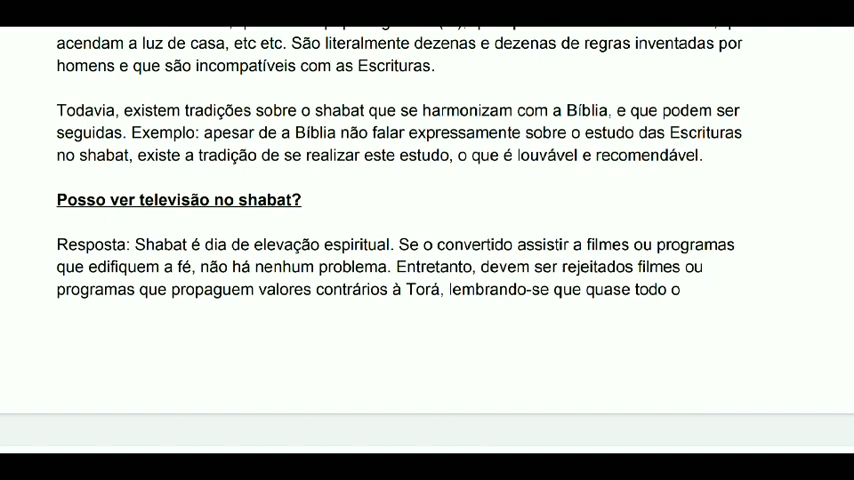 acendam a luz de casa, etc etc. São literalmente dezenas e dezenas de regras inventadas por
homens e que são incompatíveis com as Escrituras.
Todavia, existem tradições sobre o shabat que se harmonizam com a Bíblia, e que podem ser
seguidas. Exemplo: apesar de a Bíblia não falar expressamente sobre o estudo das Escrituras
no shabat, existe a tradição de se realizar este estudo, o que é louvável e recomendável.
Posso ver televisão no shabat?
Resposta: Shabat é dia de elevação espiritual. Se o convertido assistir a filmes ou programas
que edifiquem a fé, não há nenhum problema. Entretanto, devem ser rejeitados filmes ou
programas que propaguem valores contrários à Torá, lembrando-se que quase todo o